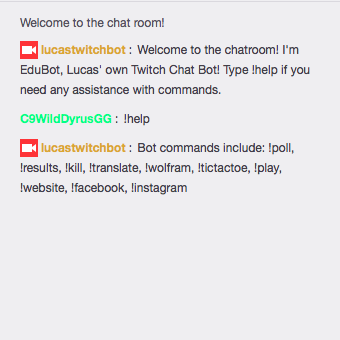 Welcome to the chat room!
lucastwitchbot : Welcome to the chatroom! I'm
EduBot, Lucas' own Twitch Chat Bot! Type !help if you
need any assistance with commands.
C9WildDyrusGG : !help
lucastwitchbot : Bot commands include: !poll,
!results, !kill, !translate, !wolfram, !tictactoe, !play,
!website, !facebook, !instagram